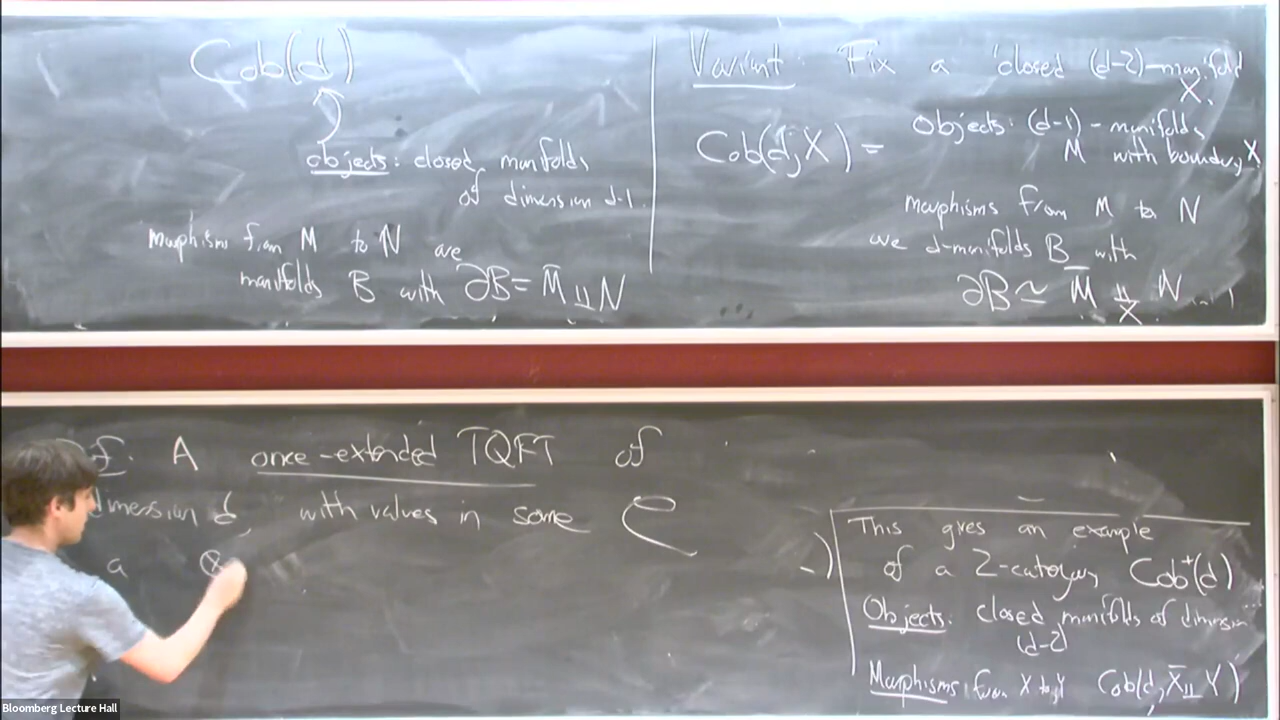 Cob(d)
objects: closed manifolds
of dimension d-1.
morphism from M to N are
manifolds B with ∂B = M̄ ⨿ N
Variant: Fix a closed (d-2)-manifold
X.
Cob(d; X) =
Objects: (d-1)-manifolds
M with boundary X
morphisms from M to N
are d-manifolds B with
∂B ≃ M̄ ⨿_X N
A once-extended TQFT of
dimension d, with values in some C
a ⊗
This gives an example
of a 2-category Cob⁺(d)
Objects: closed manifolds of dimension
(d-2)
Morphisms: from X to Y Cob(d, X̄ ⨿ Y)
Bloomberg Lecture Hall